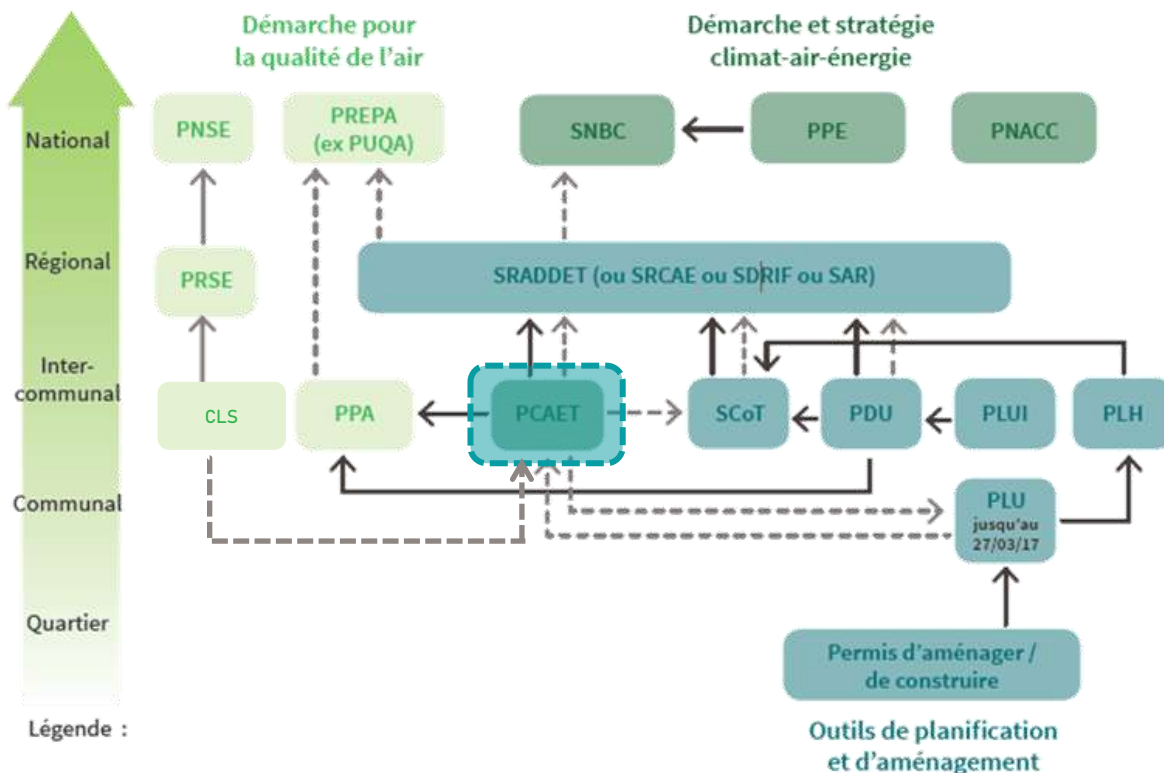 Démarche pour
la qualité de l'air
Démarche et stratégie
climat-air-énergie
National
PNSE
PREPA
(ex PUQA)
SNBC
PPE
PNACC
Régional
PRSE
SRADDET (ou SRCAE ou SDRIF ou SAR)
Inter-
communal
CLS
PPA
PCAET
SCoT
PDU
PLUI
PLH
Communal
PLU
jusqu'au
27/03/17
Quartier
Permis d'aménager /
de construire
Légende :
Outils de planification
et d'aménagement